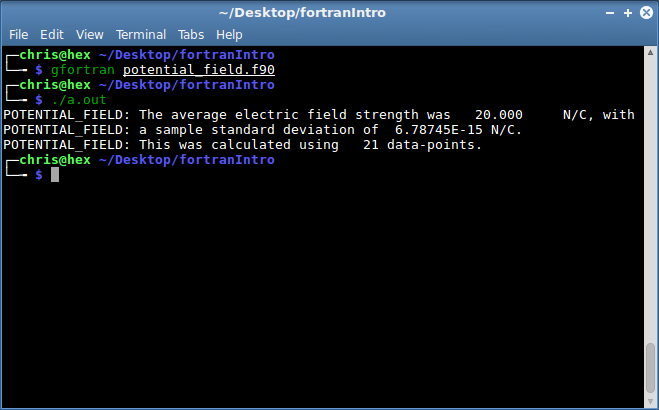 ~/Desktop/fortranIntro
File Edit View Terminal Tabs Help
┌─chris@hex ~/Desktop/fortranIntro
└─╼ $ gfortran potential_field.f90
┌─chris@hex ~/Desktop/fortranIntro
└─╼ $ ./a.out
POTENTIAL_FIELD: The average electric field strength was   20.000     N/C, with
POTENTIAL_FIELD: a sample standard deviation of  6.78745E-15 N/C.
POTENTIAL_FIELD: This was calculated using   21 data-points.
┌─chris@hex ~/Desktop/fortranIntro
└─╼ $